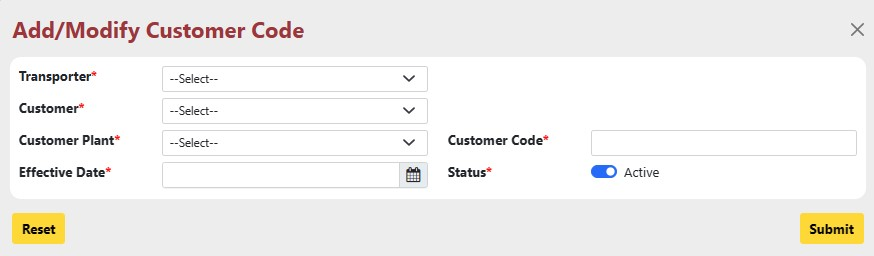 Add/Modify Customer Code
Transporter* --Select--
Customer* --Select--
Customer Plant* --Select-- Customer Code*
Effective Date* Status* Active
Reset Submit